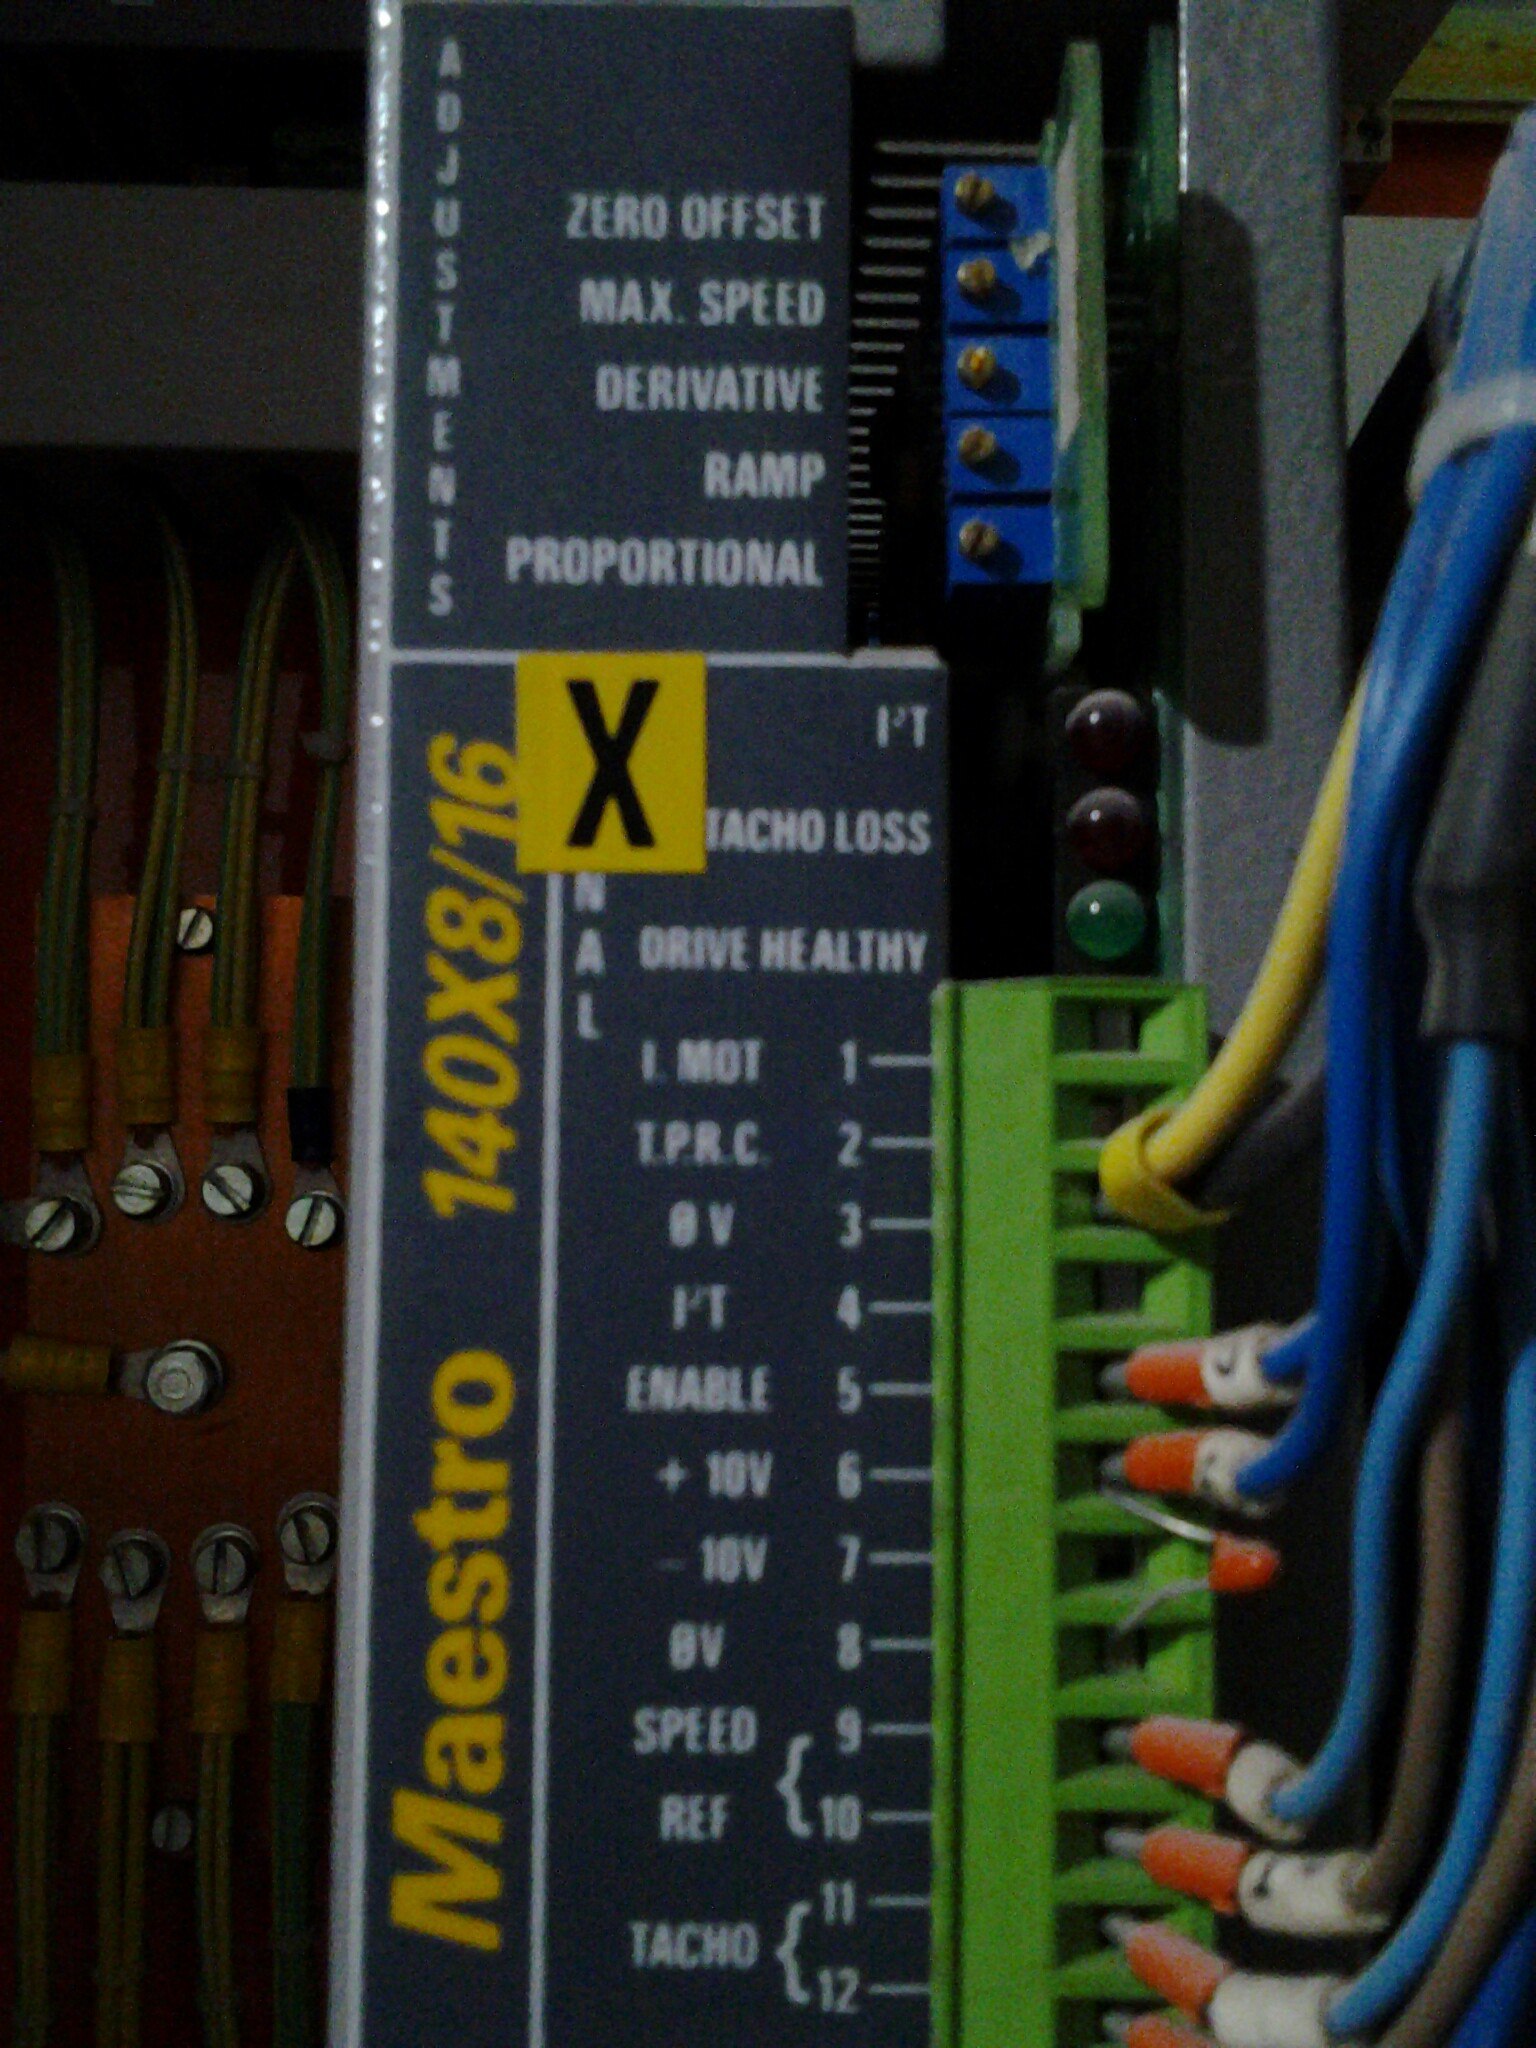 ADJUSTMENTS
ZERO OFFSET
MAX. SPEED
DERIVATIVE
RAMP
PROPORTIONAL
X
I²T
TACHO LOSS
DRIVE HEALTHY
NAL
I. MOT 1
T.P.R.C. 2
0 V 3
I²T 4
ENABLE 5
+ 10V 6
- 10V 7
0V 8
SPEED REF { 9
10
TACHO { 11
12
Maestro 140X8/16